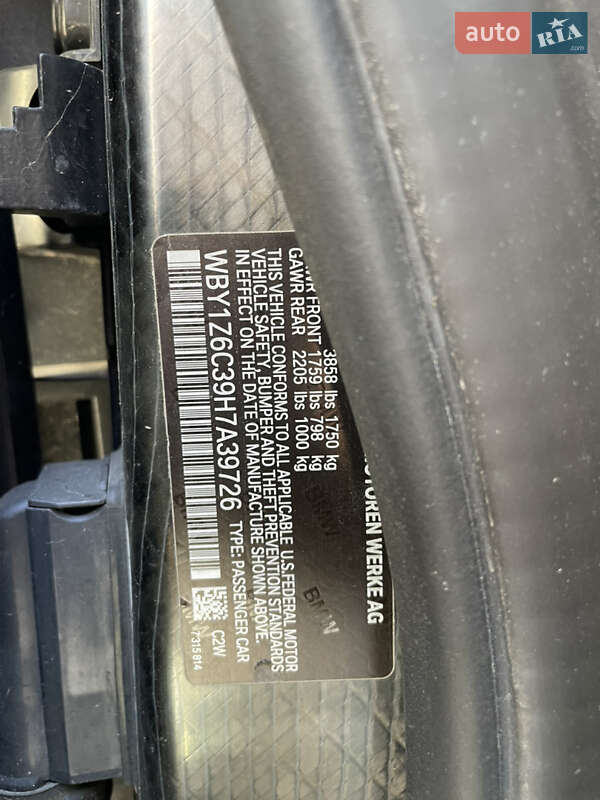 auto RIA .com
MOTOREN WERKE AG
3858 lbs 1750 kg
GAWR FRONT 1759 lbs 798 kg
GAWR REAR 2205 lbs 1000 kg
THIS VEHICLE CONFORMS TO ALL APPLICABLE U.S.FEDERAL MOTOR
VEHICLE SAFETY, BUMPER AND THEFT PREVENTION STANDARDS
IN EFFECT ON THE DATE OF MANUFACTURE SHOWN ABOVE.
WBY1Z6C39H7A39726 TYPE: PASSENGER CAR
C2W
7315814